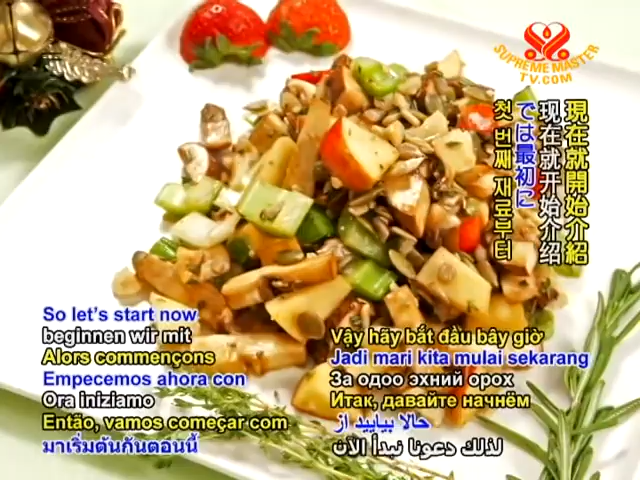 SUPREME MASTER
TV.COM
現在就開始介紹
现在就开始介绍
では最初に
첫 번째 재료부터
So let's start now
beginnen wir mit
Alors commençons
Empecemos ahora con
Ora iniziamo
Então, vamos começar com
มาเริ่มต้นกันตอนนี้
Vậy hãy bắt đầu bây giờ
Jadi mari kita mulai sekarang
За одоо эхний орох
Итак, давайте начнём
حالا بیایید از
لذلك دعونا نبدأ الآن